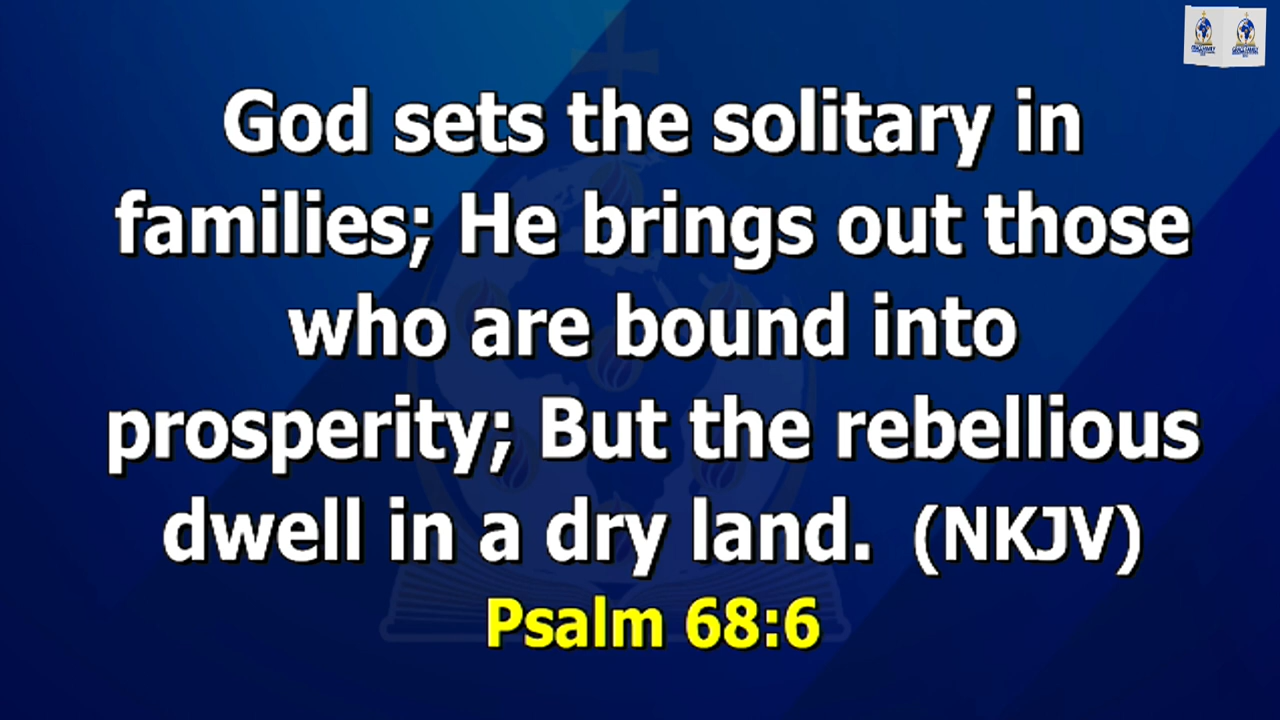 God sets the solitary in
families; He brings out those
who are bound into
prosperity; But the rebellious
dwell in a dry land. (NKJV)
Psalm 68:6